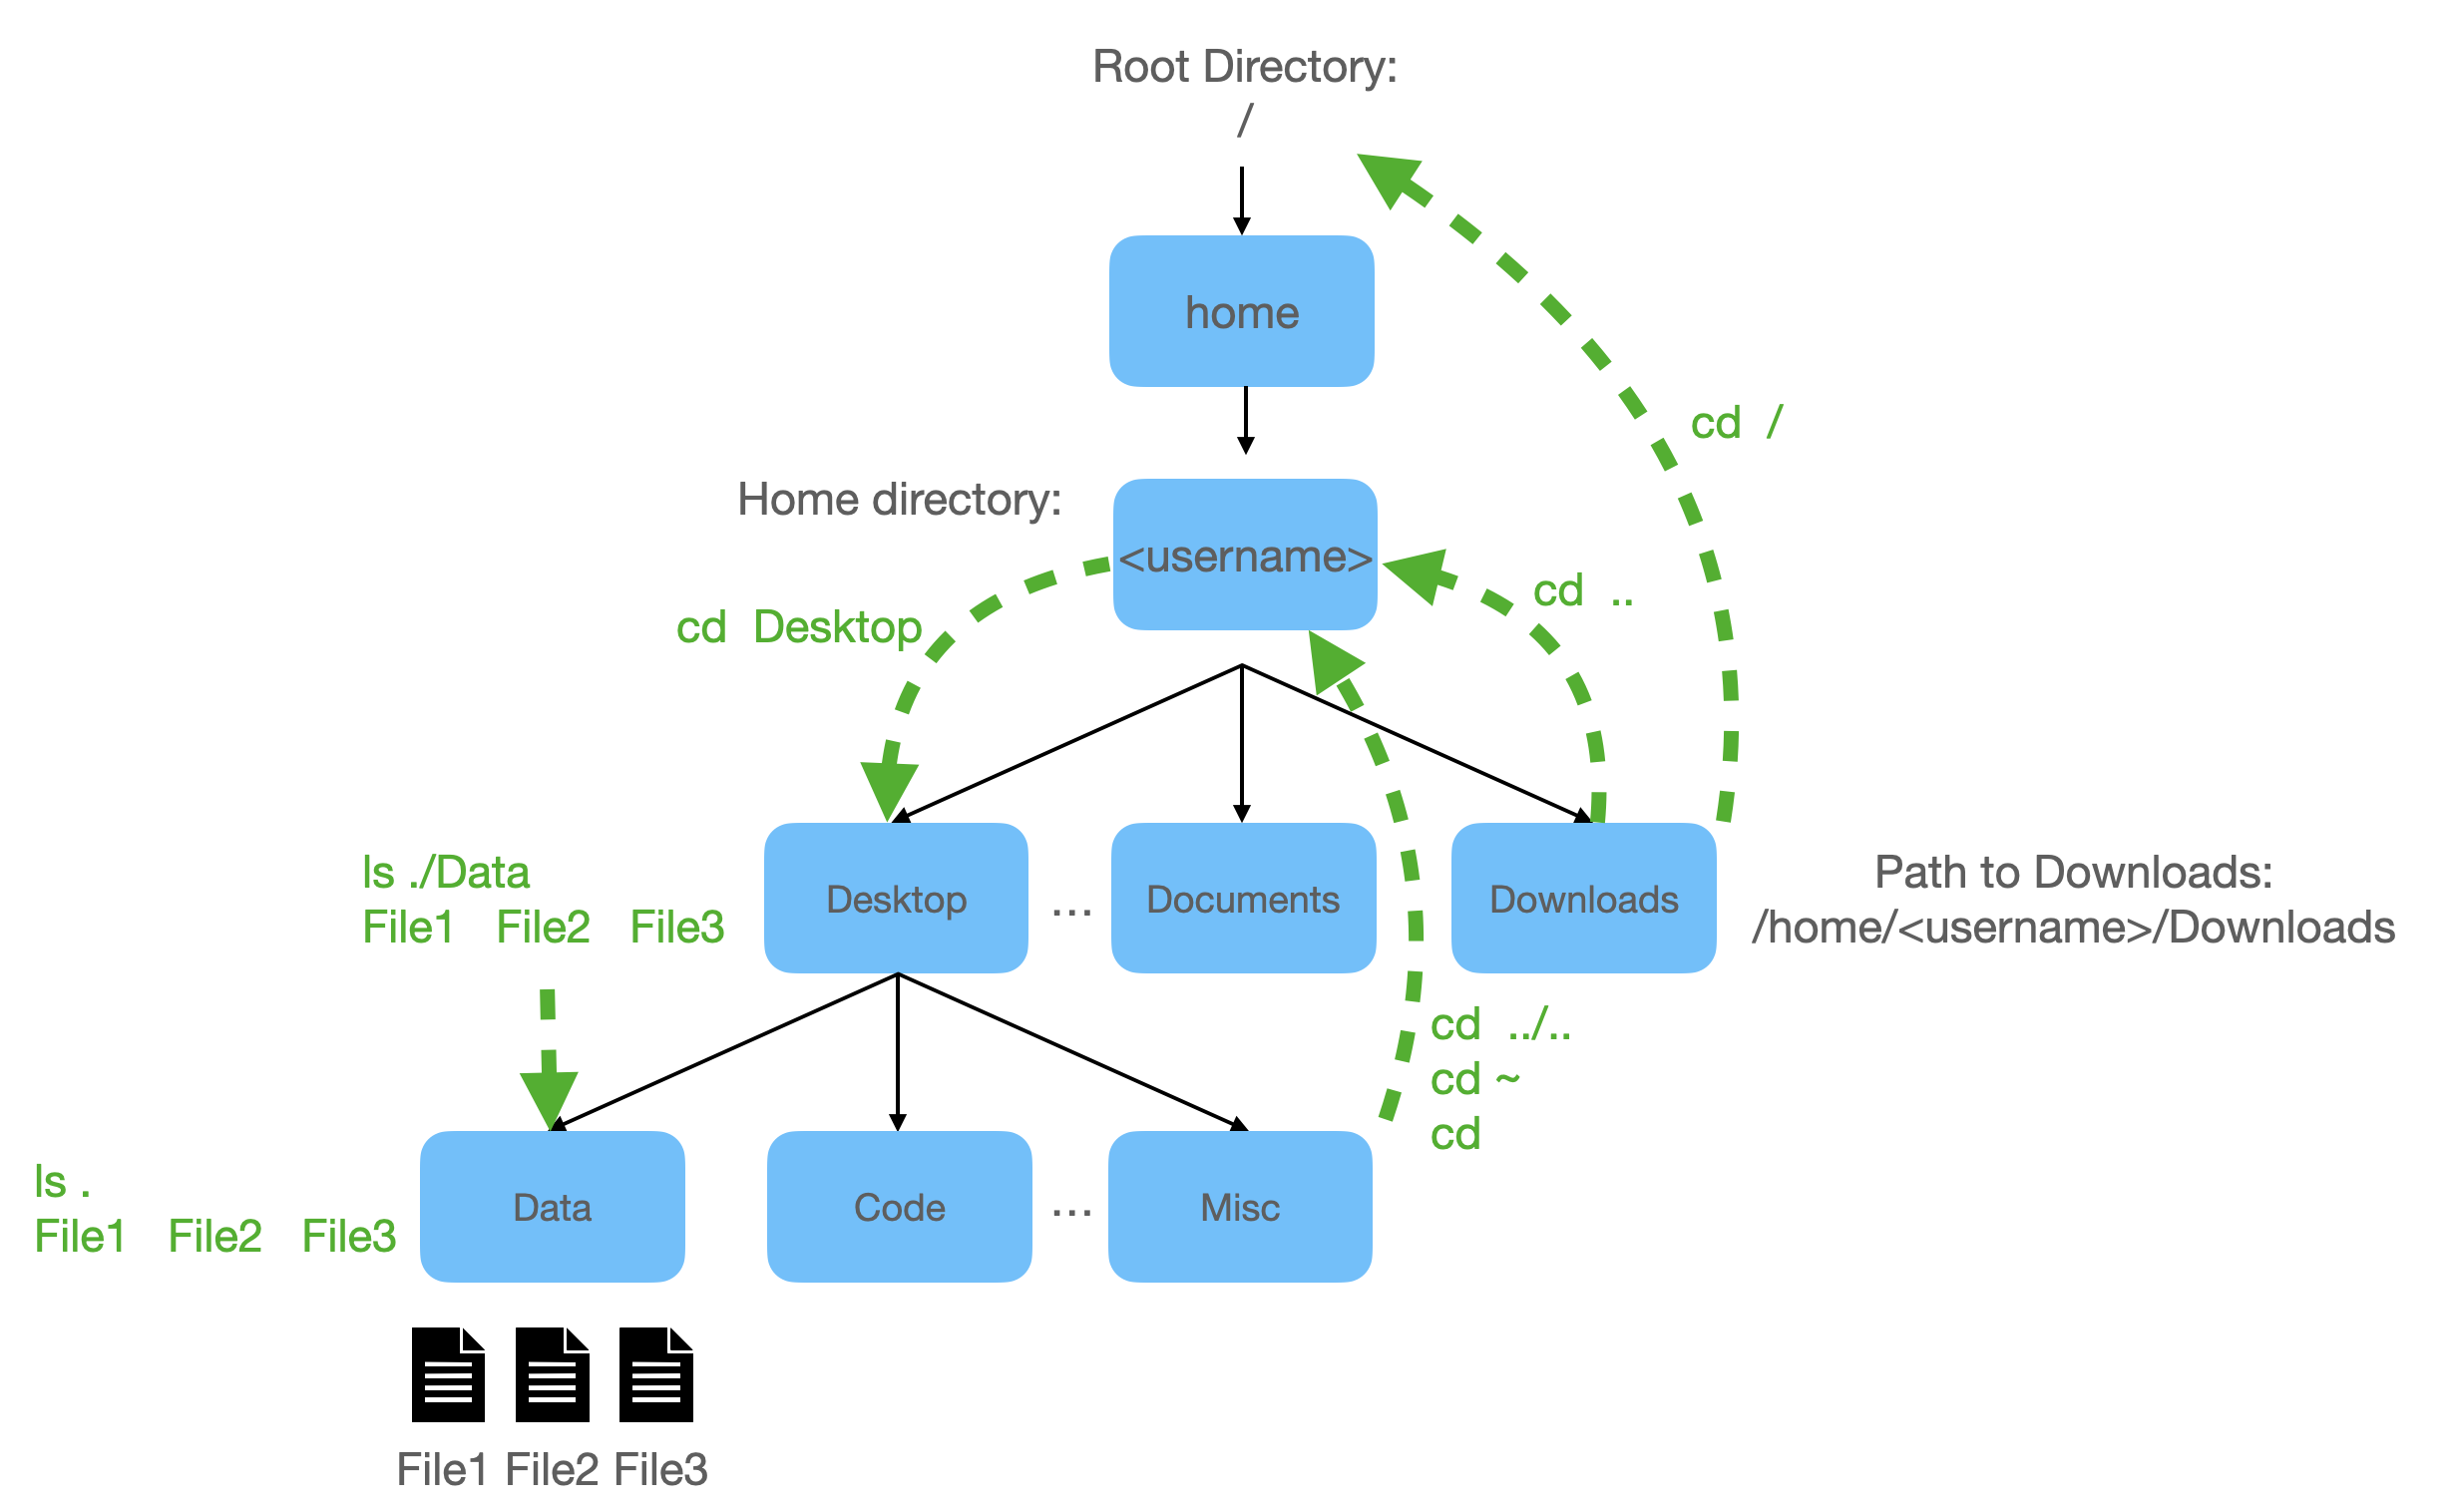 Root Directory:
/
home
cd /
Home directory:
<username>
cd ..
cd Desktop
ls ./Data
File1 File2 File3
Desktop ... Documents Downloads
Path to Downloads:
/home/<username>/Downloads
cd ../..
cd ~
cd
ls .
File1 File2 File3
Data Code ... Misc
File1 File2 File3